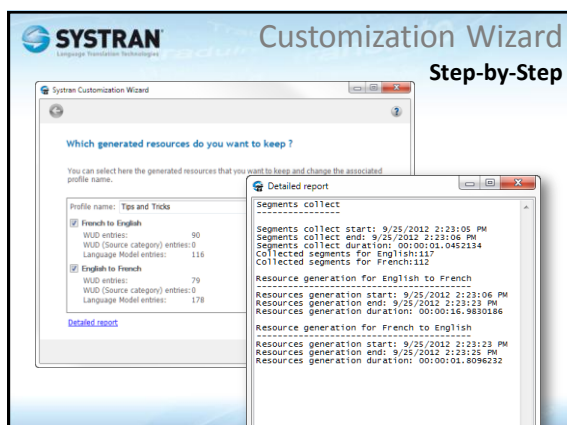 SYSTRAN
Language Translation Technologies
Customization Wizard
Step-by-Step
Systran Customization Wizard
Which generated resources do you want to keep ?
You can select here the generated resources that you want to keep and change the associated
profile name.
Profile name: Tips and Tricks
French to English
WUD entries: 90
WUD (Source category) entries: 0
Language Model entries: 116
English to French
WUD entries: 79
WUD (Source category) entries: 0
Language Model entries: 178
Detailed report
Detailed report
Segments collect
----------------
Segments collect start: 9/25/2012 2:23:05 PM
Segments collect end: 9/25/2012 2:23:06 PM
Segments collect duration: 00:00:01.0452134
Collected segments for English:117
Collected segments for French:112
Resource generation for English to French
-----------------------------------------
Resources generation start: 9/25/2012 2:23:06 PM
Resources generation end: 9/25/2012 2:23:23 PM
Resources generation duration: 00:00:16.9830186
Resource generation for French to English
-----------------------------------------
Resources generation start: 9/25/2012 2:23:23 PM
Resources generation end: 9/25/2012 2:23:25 PM
Resources generation duration: 00:00:01.8096232